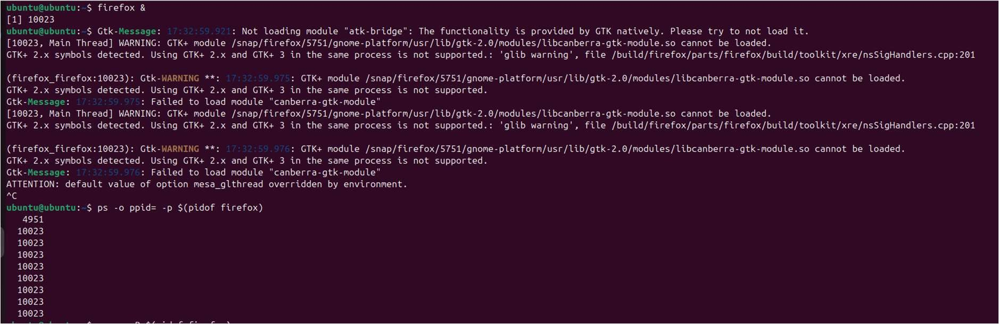 ubuntu@ubuntu:~$ firefox &
[1] 10023
ubuntu@ubuntu:~$ Gtk-Message: 17:32:59.921: Not loading module "atk-bridge": The functionality is provided by GTK natively. Please try to not load it.
[10023, Main Thread] WARNING: GTK+ module /snap/firefox/5751/gnome-platform/usr/lib/gtk-2.0/modules/libcanberra-gtk-module.so cannot be loaded.
GTK+ 2.x symbols detected. Using GTK+ 2.x and GTK+ 3 in the same process is not supported.: 'glib warning', file /build/firefox/parts/firefox/build/toolkit/xre/nsSigHandlers.cpp:201
(firefox_firefox:10023): Gtk-WARNING **: 17:32:59.975: GTK+ module /snap/firefox/5751/gnome-platform/usr/lib/gtk-2.0/modules/libcanberra-gtk-module.so cannot be loaded.
GTK+ 2.x symbols detected. Using GTK+ 2.x and GTK+ 3 in the same process is not supported.
Gtk-Message: 17:32:59.975: Failed to load module "canberra-gtk-module"
[10023, Main Thread] WARNING: GTK+ module /snap/firefox/5751/gnome-platform/usr/lib/gtk-2.0/modules/libcanberra-gtk-module.so cannot be loaded.
GTK+ 2.x symbols detected. Using GTK+ 2.x and GTK+ 3 in the same process is not supported.: 'glib warning', file /build/firefox/parts/firefox/build/toolkit/xre/nsSigHandlers.cpp:201
(firefox_firefox:10023): Gtk-WARNING **: 17:32:59.976: GTK+ module /snap/firefox/5751/gnome-platform/usr/lib/gtk-2.0/modules/libcanberra-gtk-module.so cannot be loaded.
GTK+ 2.x symbols detected. Using GTK+ 2.x and GTK+ 3 in the same process is not supported.
Gtk-Message: 17:32:59.976: Failed to load module "canberra-gtk-module"
ATTENTION: default value of option mesa_glthread overridden by environment.
^C
ubuntu@ubuntu:~$ ps -o ppid= -p $(pidof firefox)
4951
10023
10023
10023
10023
10023
10023
10023
10023